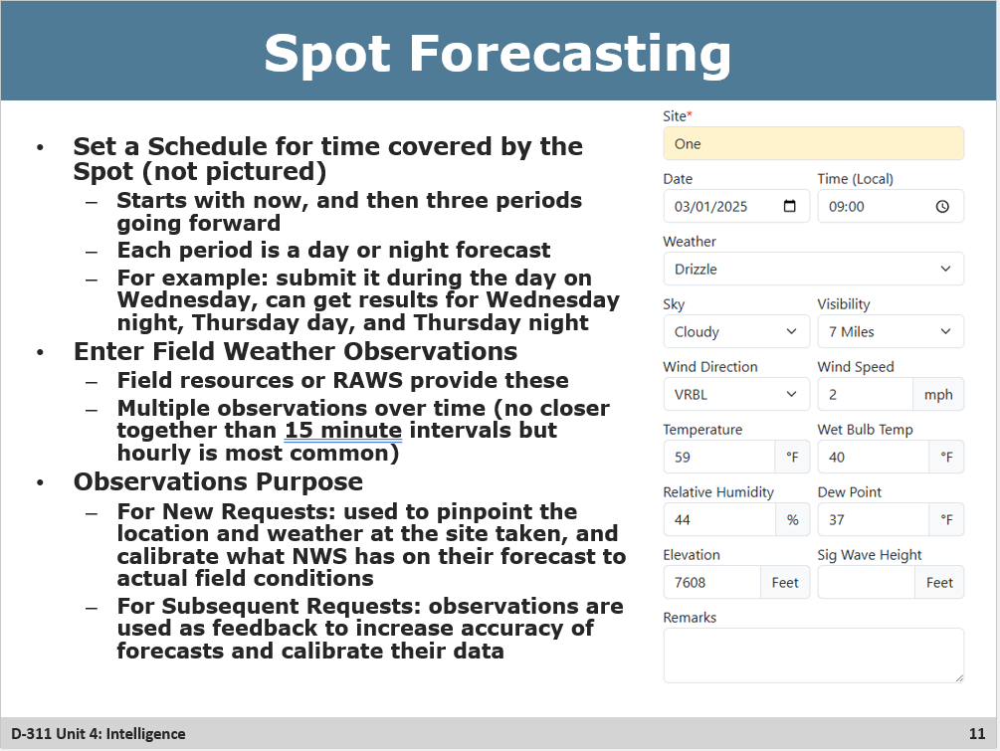 Spot Forecasting
• Set a Schedule for time covered by the
Spot (not pictured)
– Starts with now, and then three periods
going forward
– Each period is a day or night forecast
– For example: submit it during the day on
Wednesday, can get results for Wednesday
night, Thursday day, and Thursday night
• Enter Field Weather Observations
– Field resources or RAWS provide these
– Multiple observations over time (no closer
together than 15 minute intervals but
hourly is most common)
• Observations Purpose
– For New Requests: used to pinpoint the
location and weather at the site taken, and
calibrate what NWS has on their forecast to
actual field conditions
– For Subsequent Requests: observations are
used as feedback to increase accuracy of
forecasts and calibrate their data
Site*
One
Date Time (Local)
03/01/2025 09:00
Weather
Drizzle
Sky Visibility
Cloudy 7 Miles
Wind Direction Wind Speed
VRBL 2 mph
Temperature Wet Bulb Temp
59 °F 40 °F
Relative Humidity Dew Point
44 % 37 °F
Elevation Sig Wave Height
7608 Feet Feet
Remarks
D-311 Unit 4: Intelligence 11